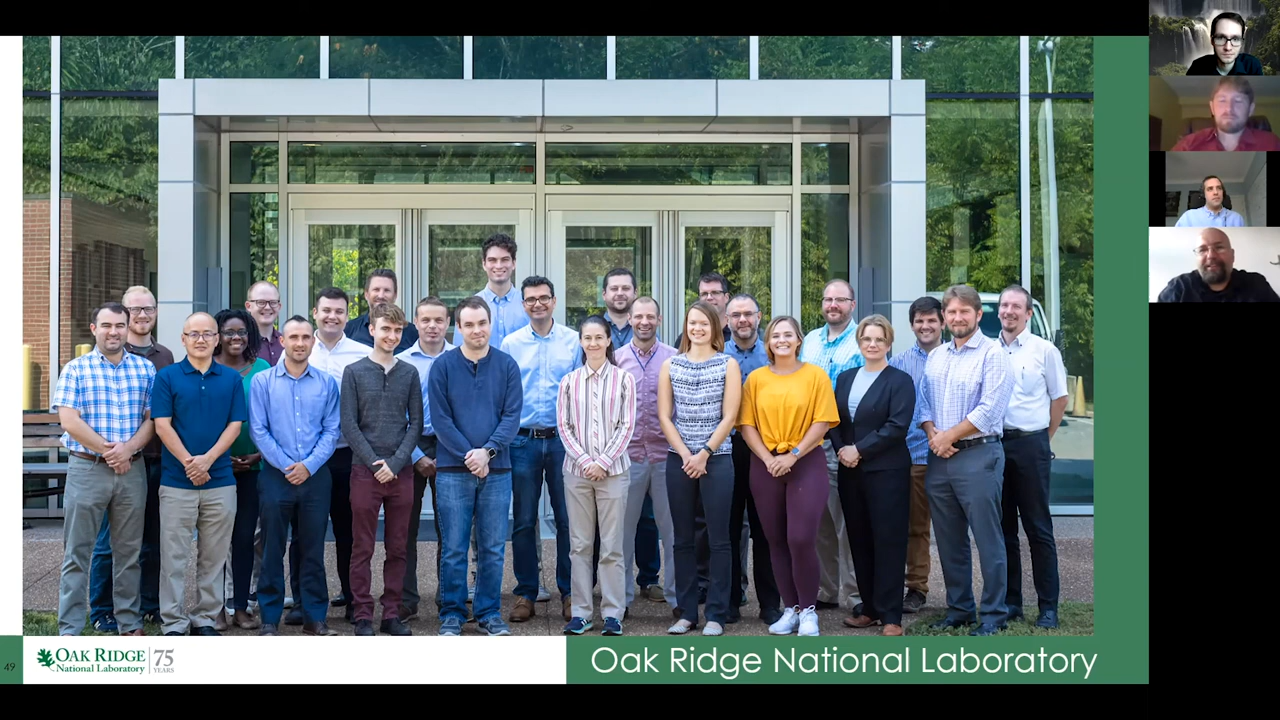 49
OAK RIDGE
National Laboratory
75
YEARS
Oak Ridge National Laboratory